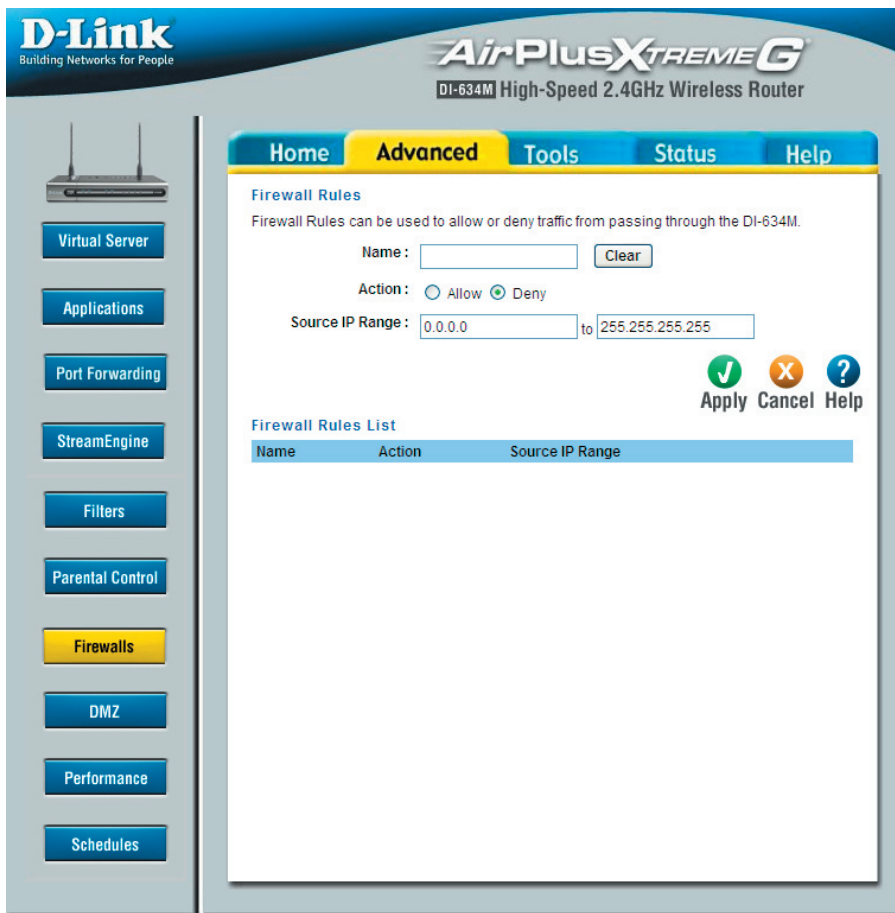 D-Link
Building Networks for People
AirPlusXTREMEG
DI-634M High-Speed 2.4GHz Wireless Router
Home Advanced Tools Status Help
Virtual Server
Applications
Port Forwarding
StreamEngine
Filters
Parental Control
Firewalls
DMZ
Performance
Schedules
Firewall Rules
Firewall Rules can be used to allow or deny traffic from passing through the DI-634M.
Name : Clear
Action : Allow Deny
Source IP Range : 0.0.0.0 to 255.255.255.255
Apply Cancel Help
Firewall Rules List
Name Action Source IP Range